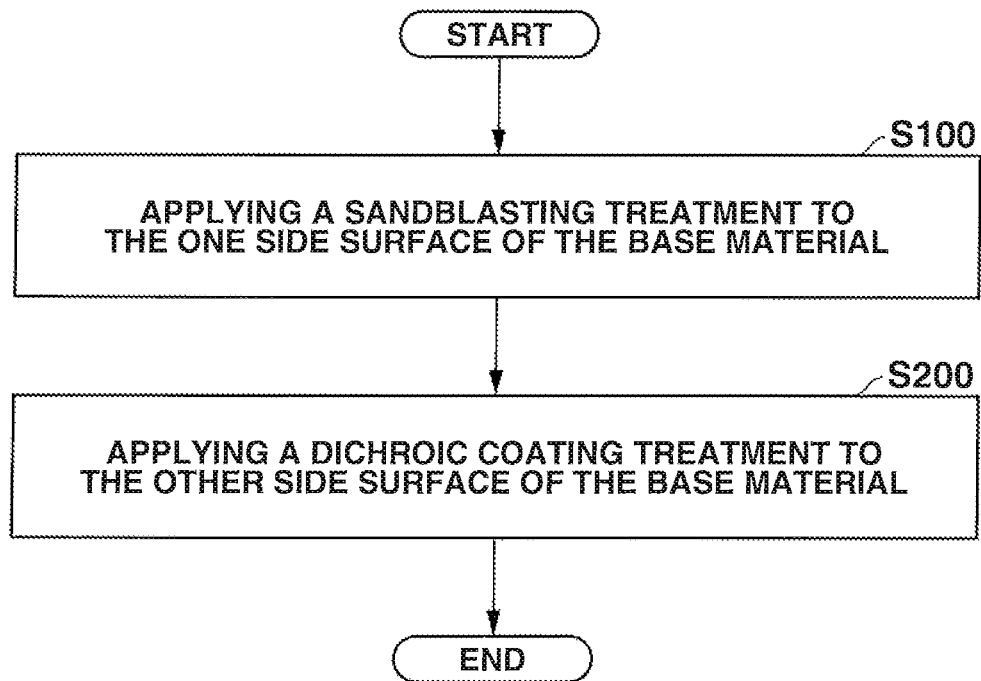 START
S100
APPLYING A SANDBLASTING TREATMENT TO
THE ONE SIDE SURFACE OF THE BASE MATERIAL
S200
APPLYING A DICHROIC COATING TREATMENT TO
THE OTHER SIDE SURFACE OF THE BASE MATERIAL
END